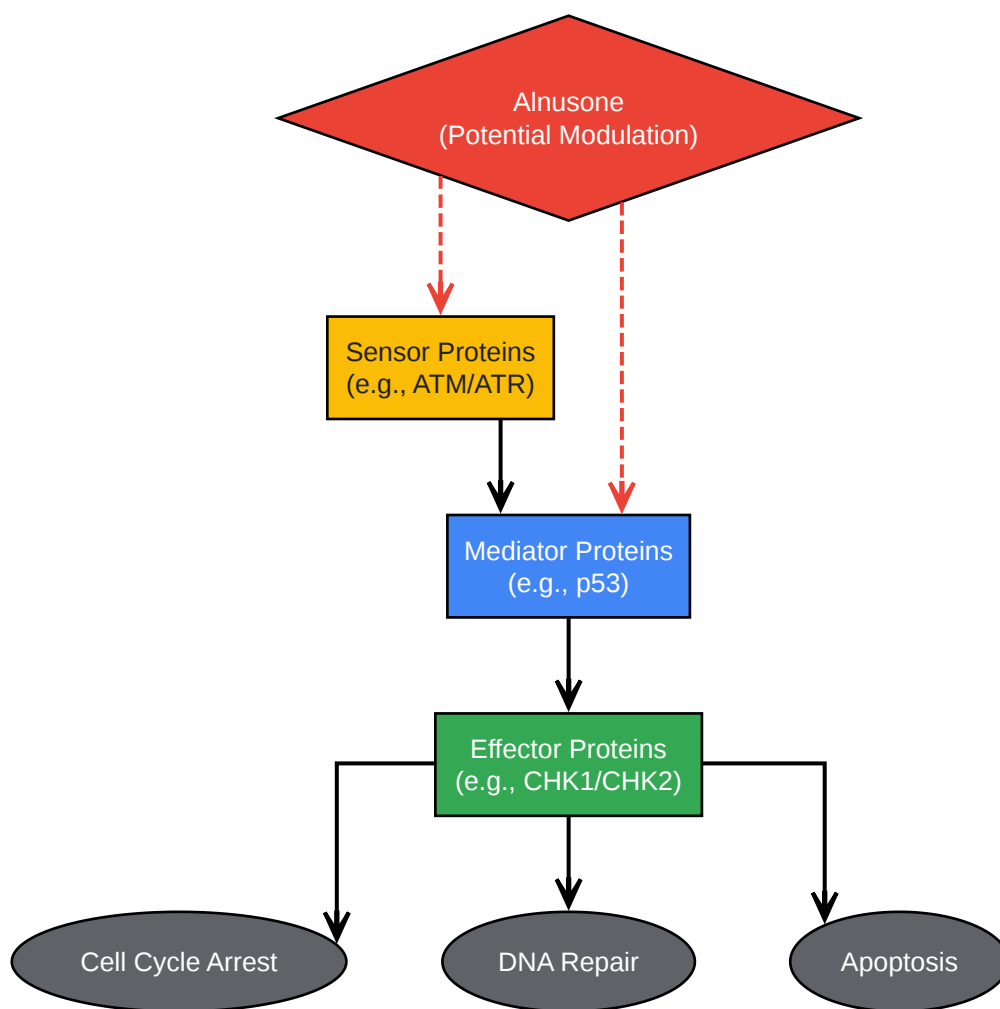 Alnusone
(Potential Modulation)
Sensor Proteins
(e.g., ATM/ATR)
Mediator Proteins
(e.g., p53)
Effector Proteins
(e.g., CHK1/CHK2)
Cell Cycle Arrest
DNA Repair
Apoptosis